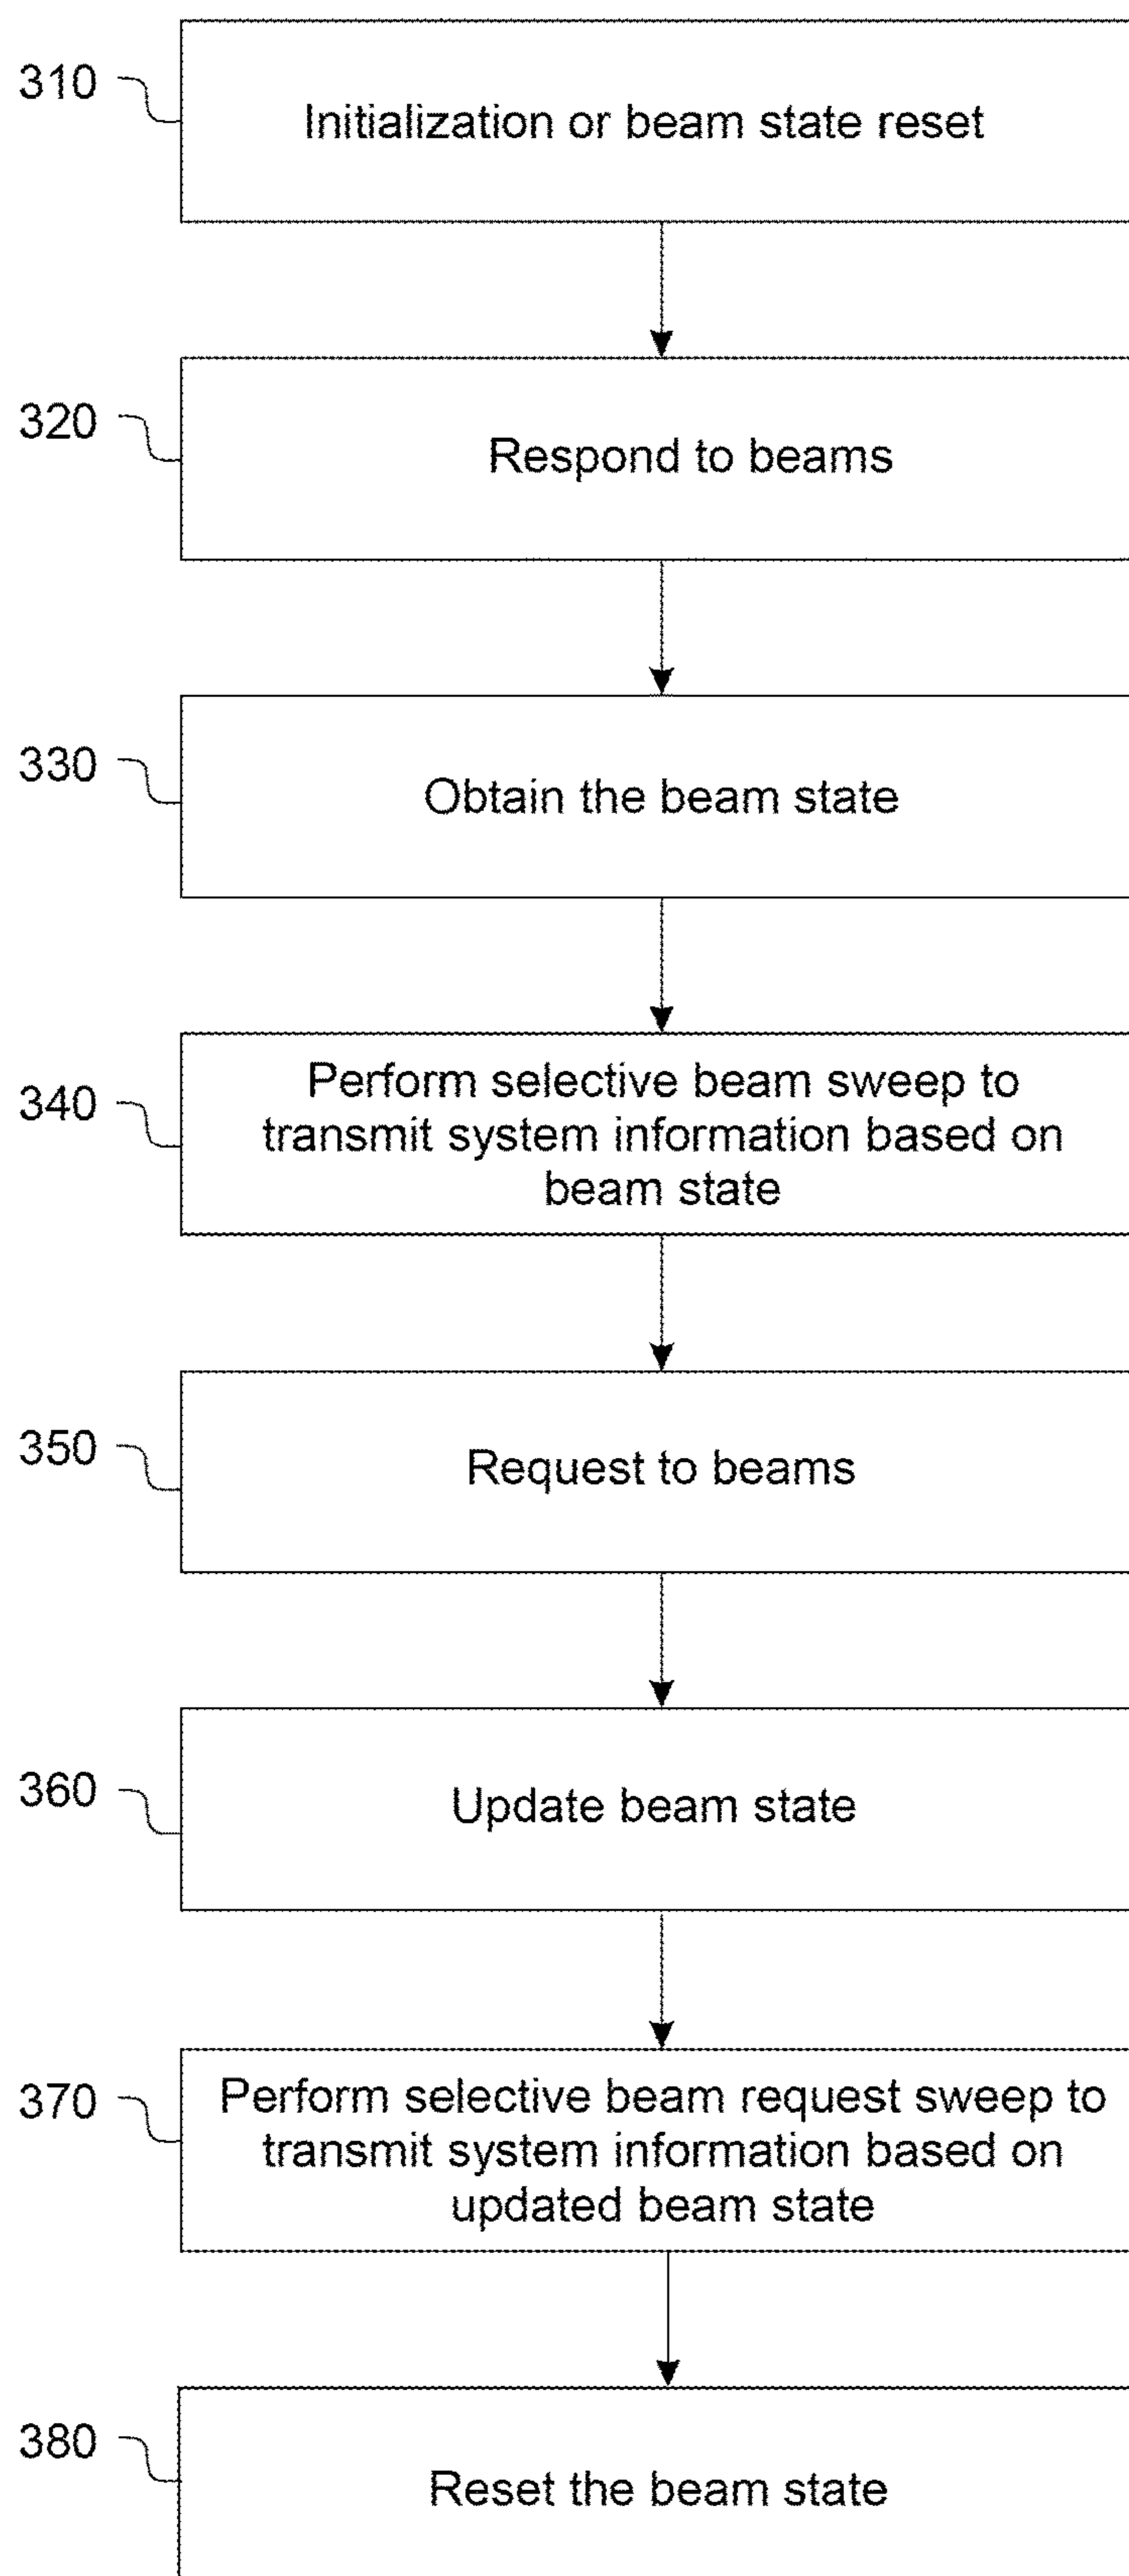 310
Initialization or beam state reset
320
Respond to beams
330
Obtain the beam state
340
Perform selective beam sweep to
transmit system information based on
beam state
350
Request to beams
360
Update beam state
370
Perform selective beam request sweep to
transmit system information based on
updated beam state
380
Reset the beam state